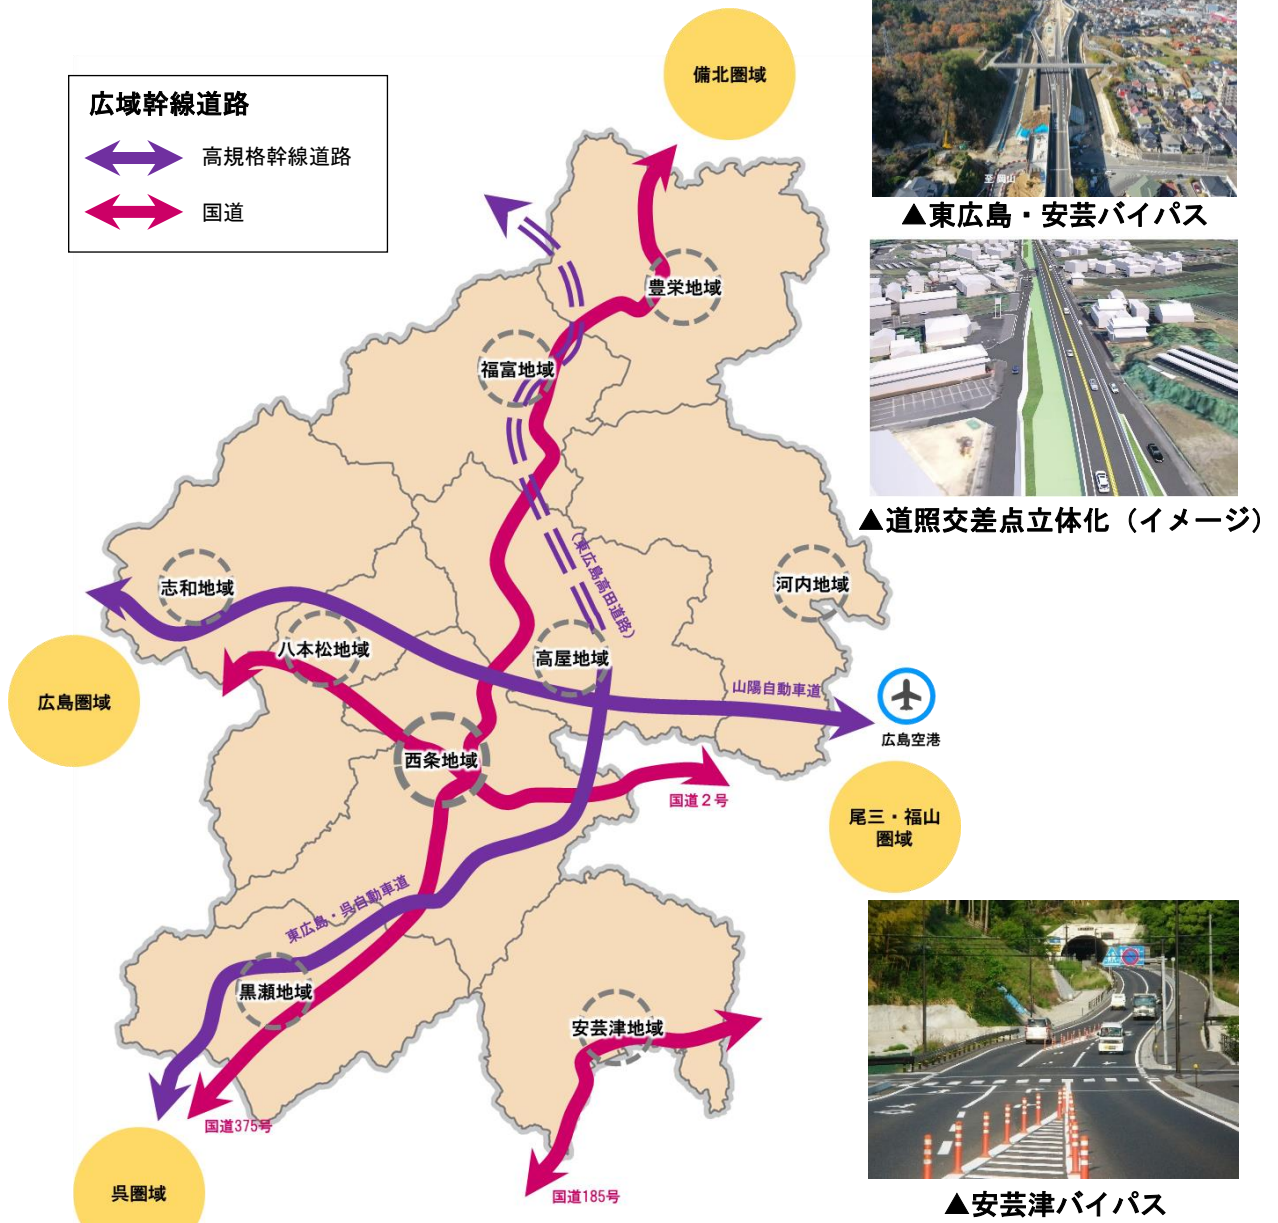 広域幹線道路
高規格幹線道路
国道
備北圏域
至 岡山
▲東広島・安芸バイパス
豊栄地域
福富地域
▲道照交差点立体化（イメージ）
（東広島高田道路）
志和地域
河内地域
八本松地域
高屋地域
広島圏域
山陽自動車道
広島空港
西条地域
国道２号
尾三・福山
圏域
東広島・呉自動車道
黒瀬地域
安芸津地域
国道375号
呉圏域
国道185号
▲安芸津バイパス